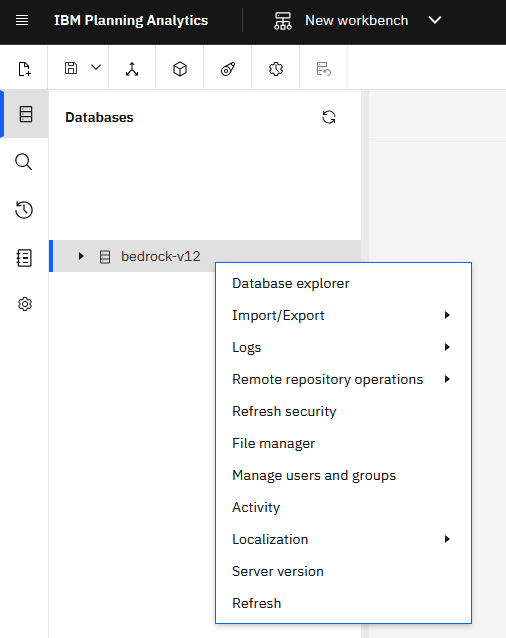 IBM Planning Analytics
New workbench
Databases
bedrock-v12
Database explorer
Import/Export
Logs
Remote repository operations
Refresh security
File manager
Manage users and groups
Activity
Localization
Server version
Refresh